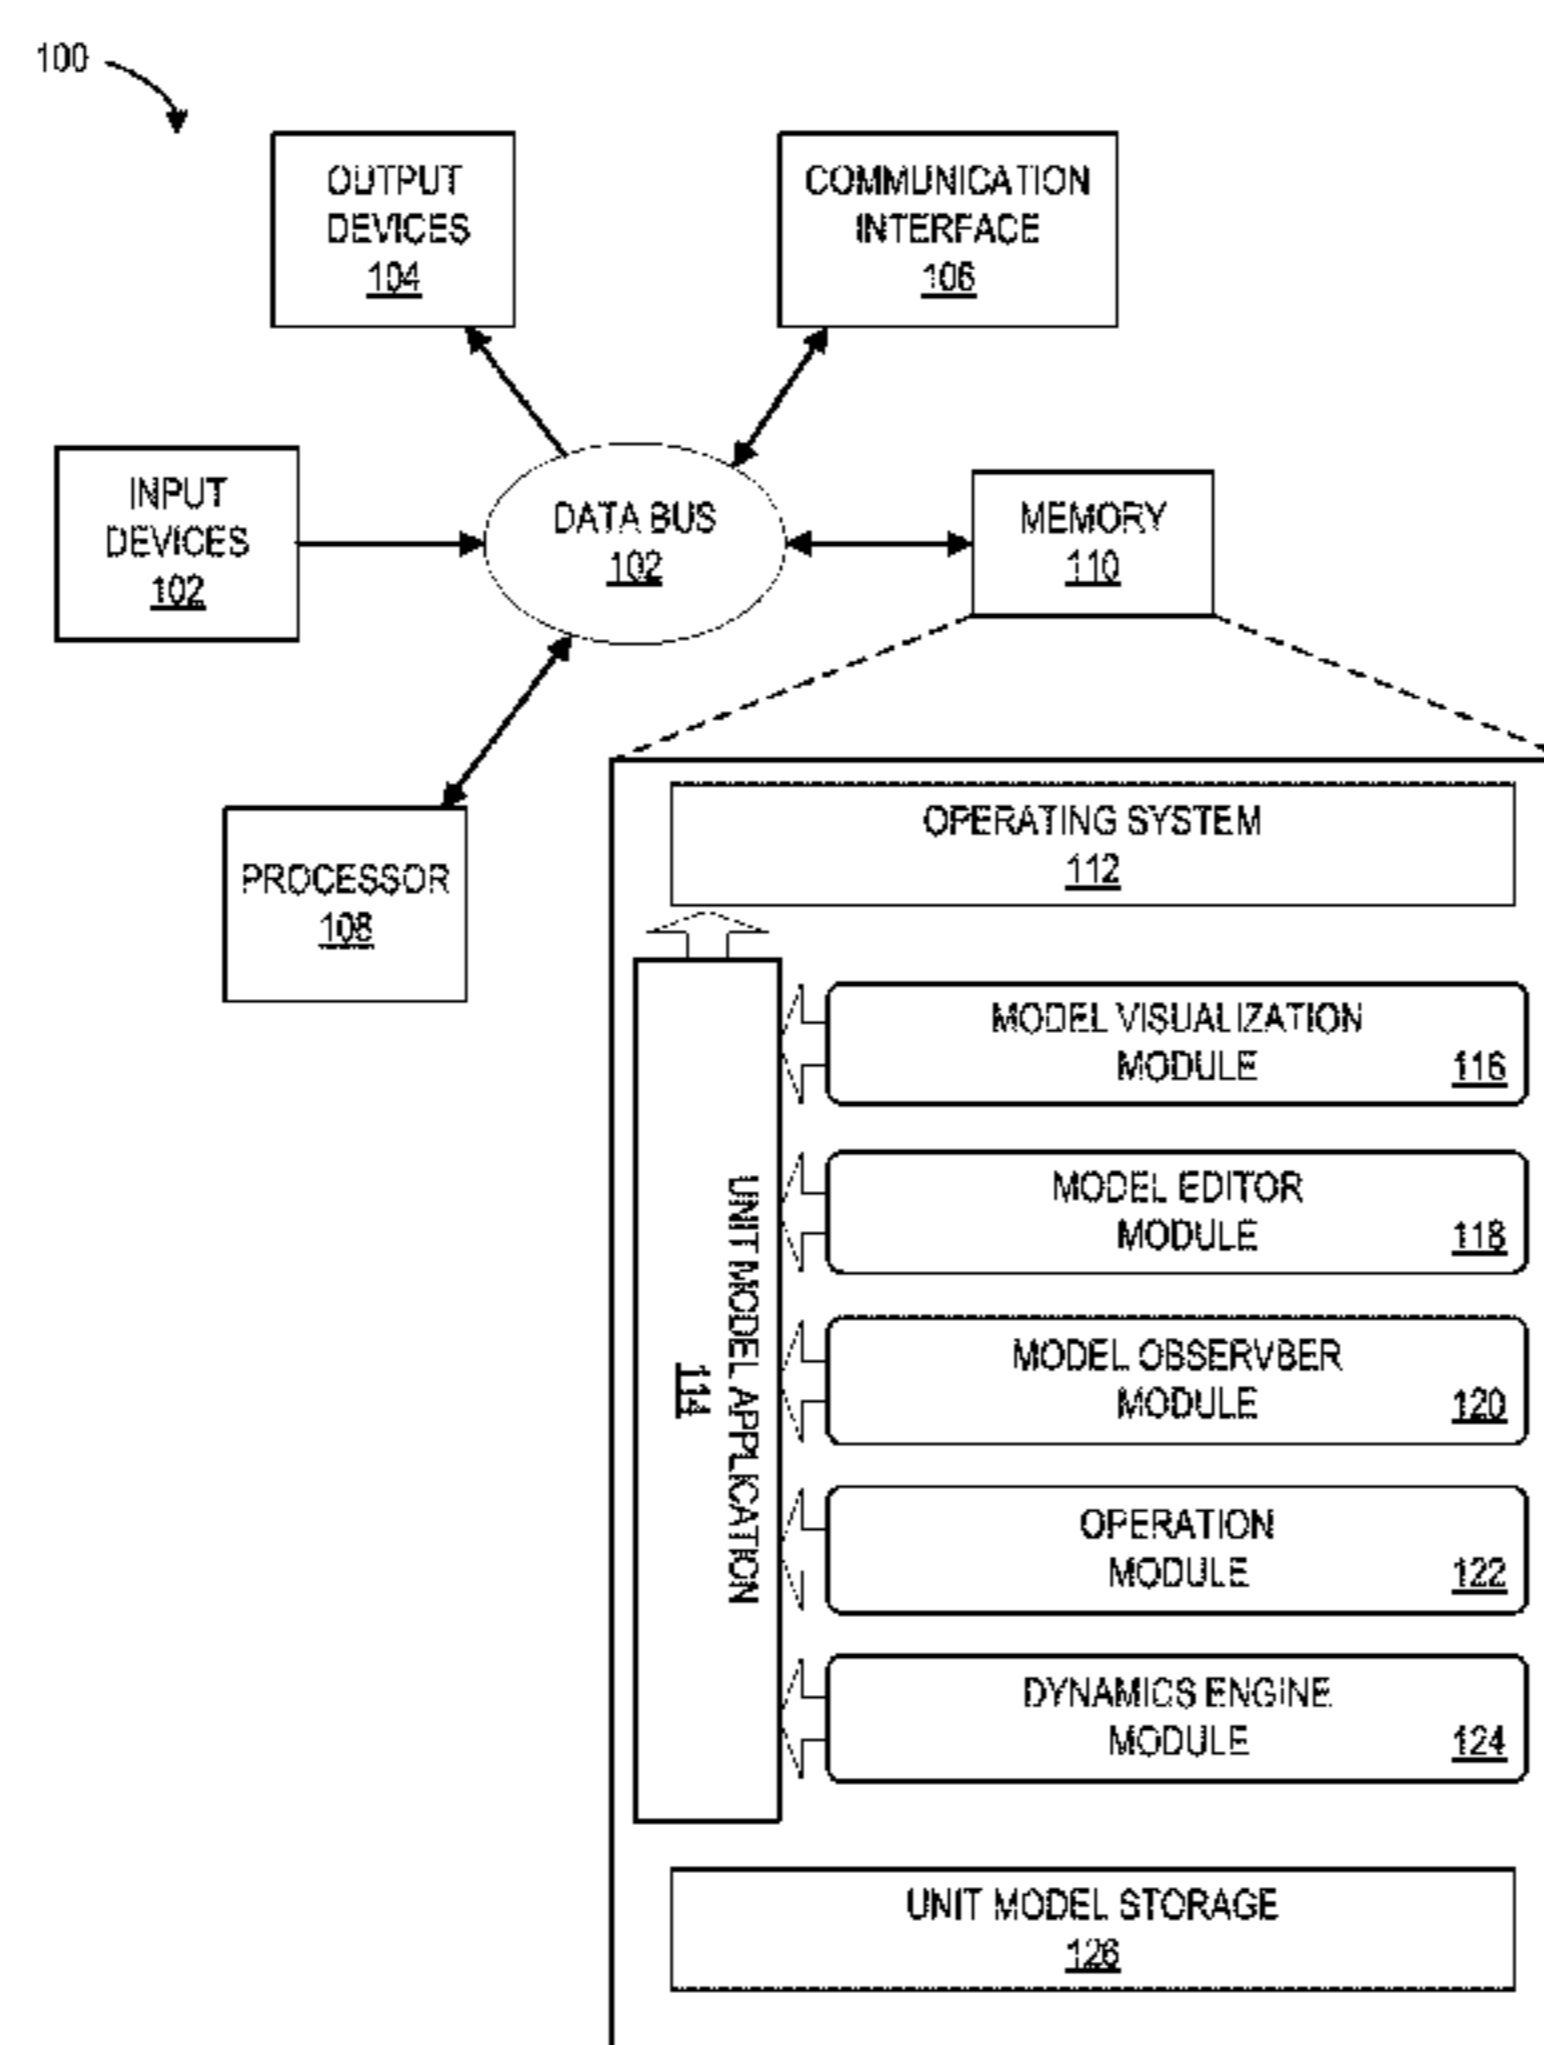 100
OUTPUT
DEVICES
104
COMMUNICATION
INTERFACE
106
INPUT
DEVICES
102
DATA BUS
102
MEMORY
110
PROCESSOR
108
OPERATING SYSTEM
112
UNIT MODEL APPLICATION
114
MODEL VISUALIZATION
MODULE 116
MODEL EDITOR
MODULE 118
MODEL OBSERVBER
MODULE 120
OPERATION
MODULE 122
DYNAMICS ENGINE
MODULE 124
UNIT MODEL STORAGE
126